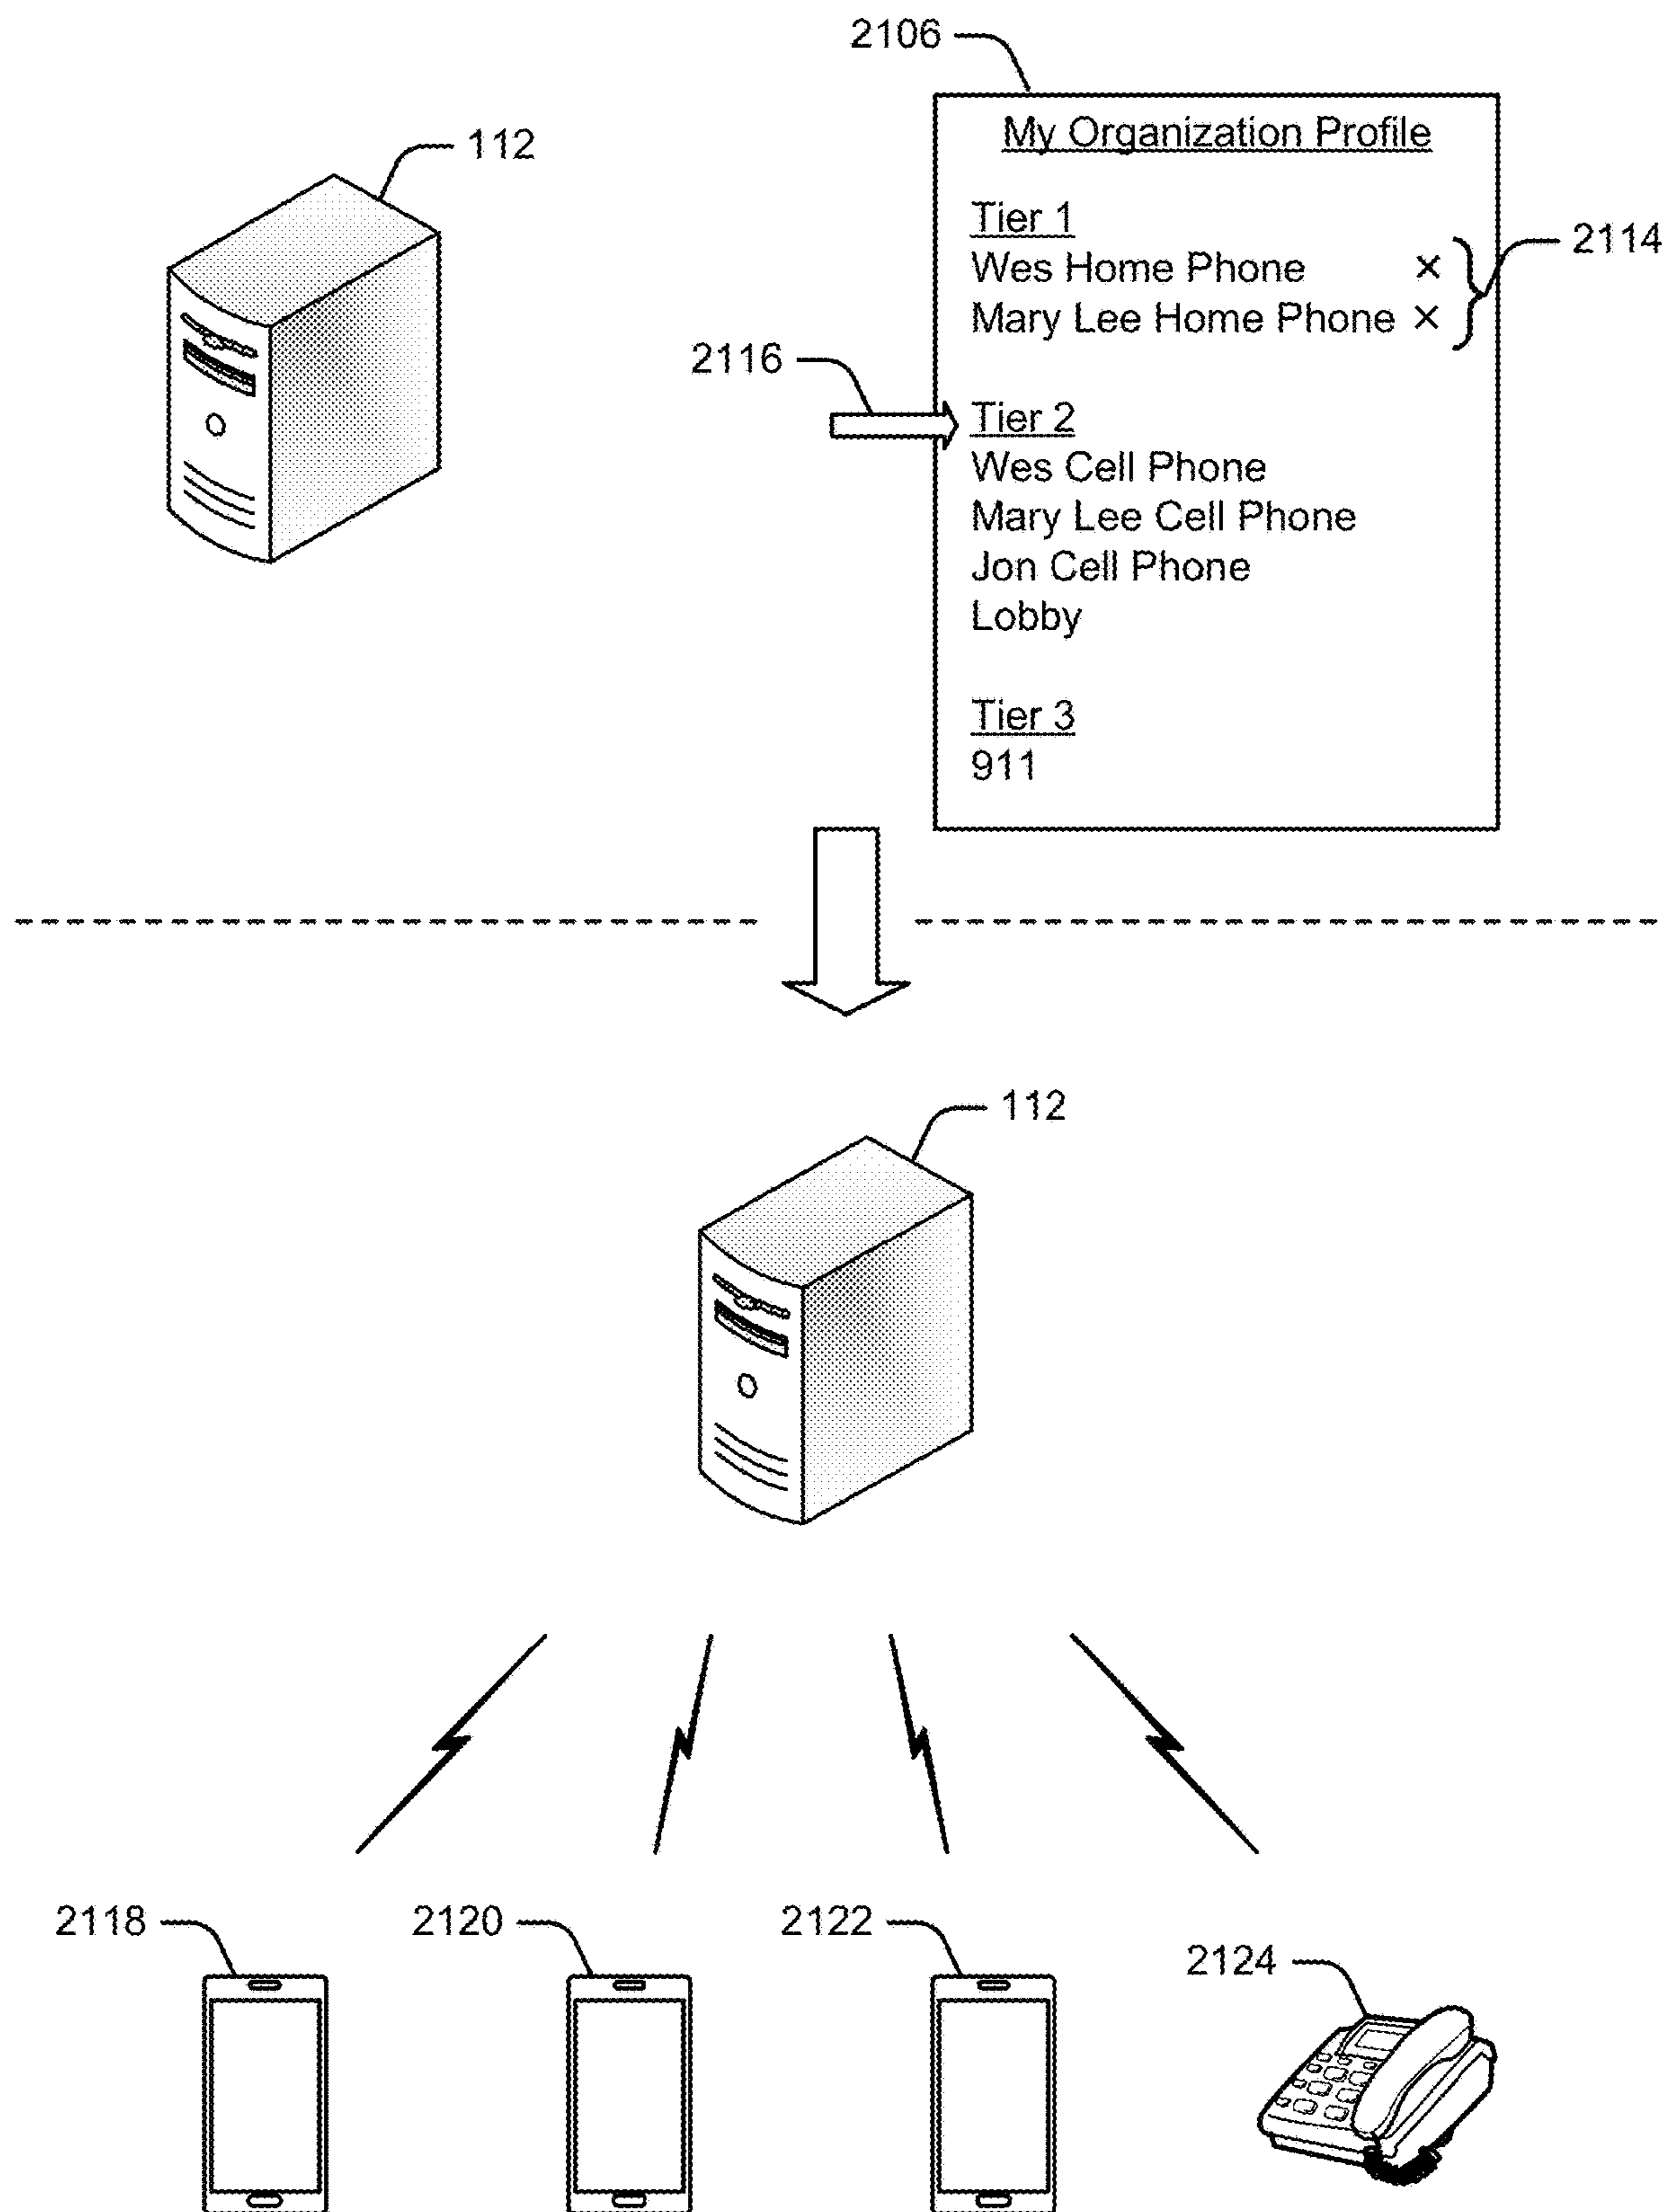 2106
112
My Organization Profile
Tier 1
Wes Home Phone ×
Mary Lee Home Phone ×
2114
2116
Tier 2
Wes Cell Phone
Mary Lee Cell Phone
Jon Cell Phone
Lobby
Tier 3
911
112
2118
2120
2122
2124